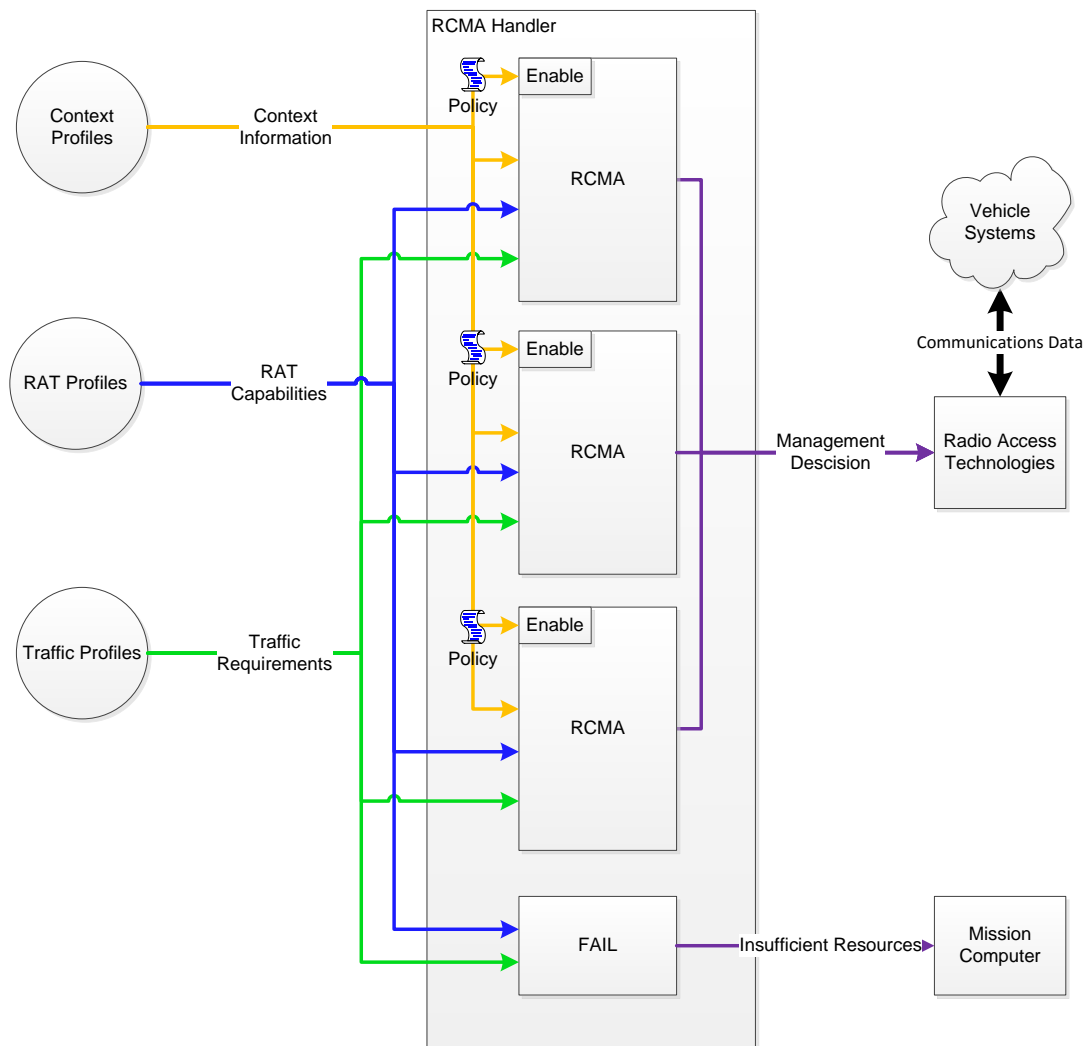 RCMA Handler
Enable
Policy
Context
Profiles
Context
Information
RCMA
Vehicle
Systems
Communications Data
Enable
Policy
RAT Profiles
RAT
Capabilities
RCMA
Management
Descision
Radio Access
Technologies
Enable
Policy
Traffic Profiles
Traffic
Requirements
RCMA
FAIL
Insufficient Resources
Mission
Computer